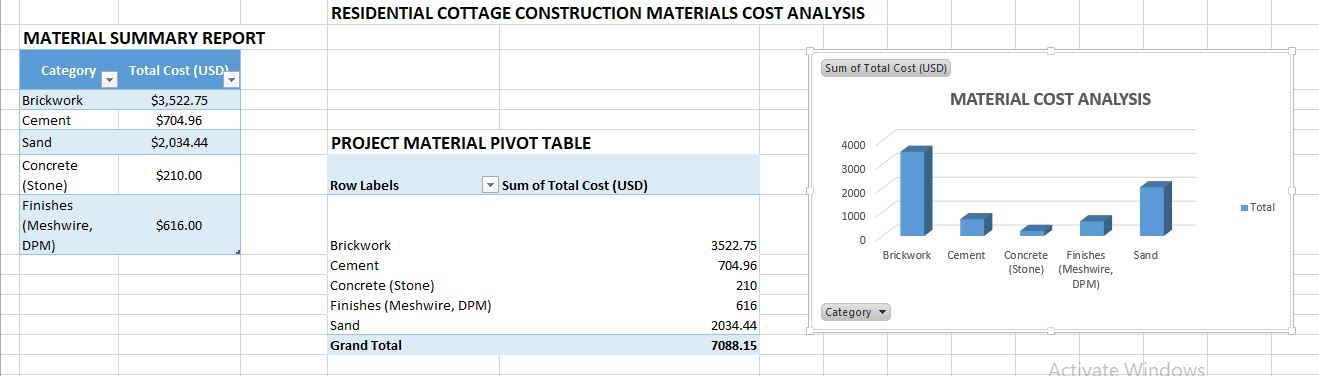 RESIDENTIAL COTTAGE CONSTRUCTION MATERIALS COST ANALYSIS
MATERIAL SUMMARY REPORT
Category Total Cost (USD)
Brickwork $3,522.75
Cement $704.96
Sand $2,034.44
Concrete
(Stone) $210.00
Finishes
(Meshwire, $616.00
DPM)
PROJECT MATERIAL PIVOT TABLE
Row Labels Sum of Total Cost (USD)
Brickwork 3522.75
Cement 704.96
Concrete (Stone) 210
Finishes (Meshwire, DPM) 616
Sand 2034.44
Grand Total 7088.15
Sum of Total Cost (USD)
MATERIAL COST ANALYSIS
4000
3000
2000
1000
0
Brickwork Cement Concrete Finishes Sand
(Stone) (Meshwire,
DPM)
Total
Category
Activate Windows